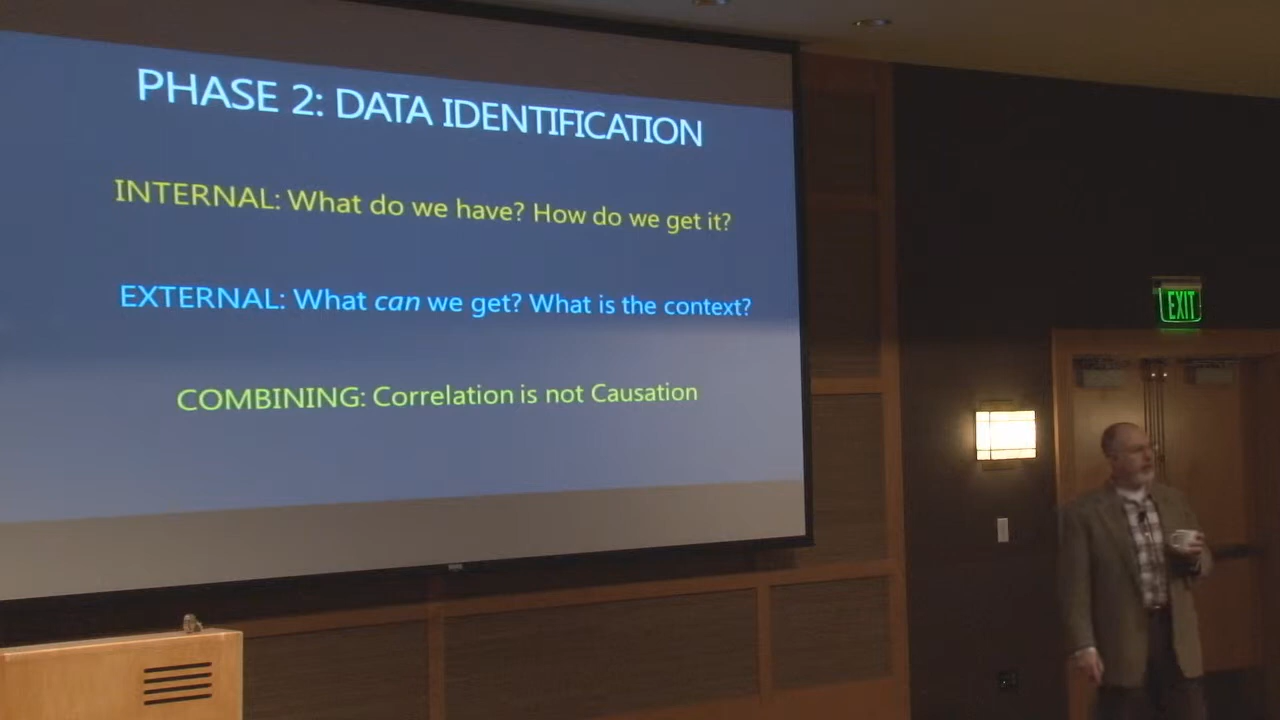 PHASE 2: DATA IDENTIFICATION
INTERNAL: What do we have? How do we get it?
EXTERNAL: What can we get? What is the context?
COMBINING: Correlation is not Causation
EXIT